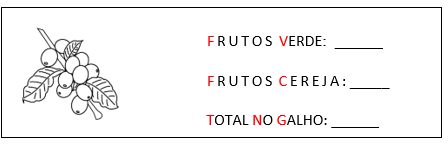 FRUTOS VERDE: ______
FRUTOS CEREJA: _____
TOTAL NO GALHO: ______